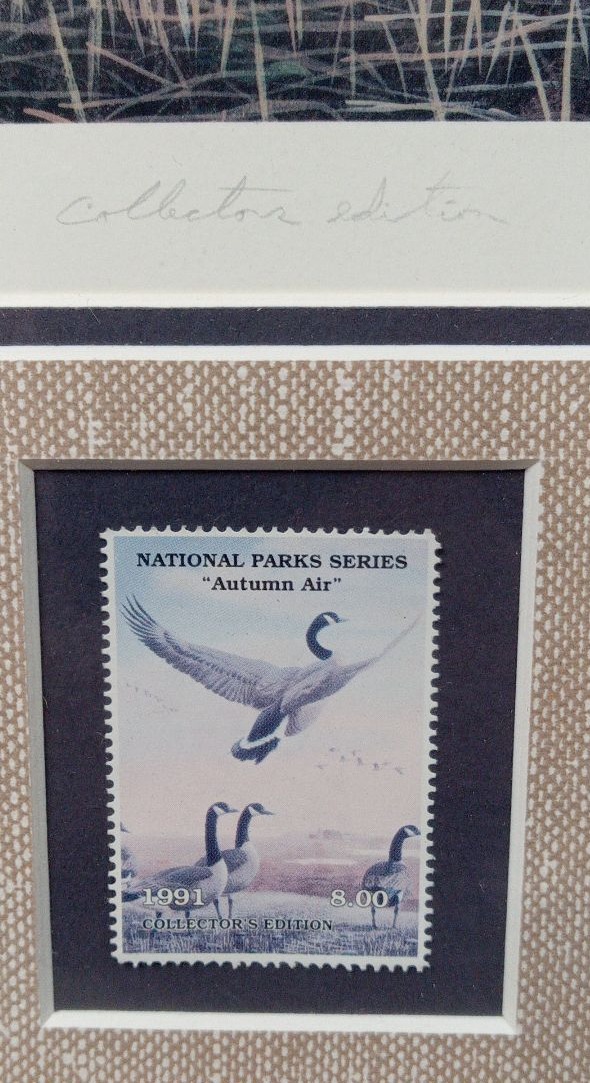 collectors edition
NATIONAL PARKS SERIES
"Autumn Air"
1991 8.00
COLLECTOR'S EDITION